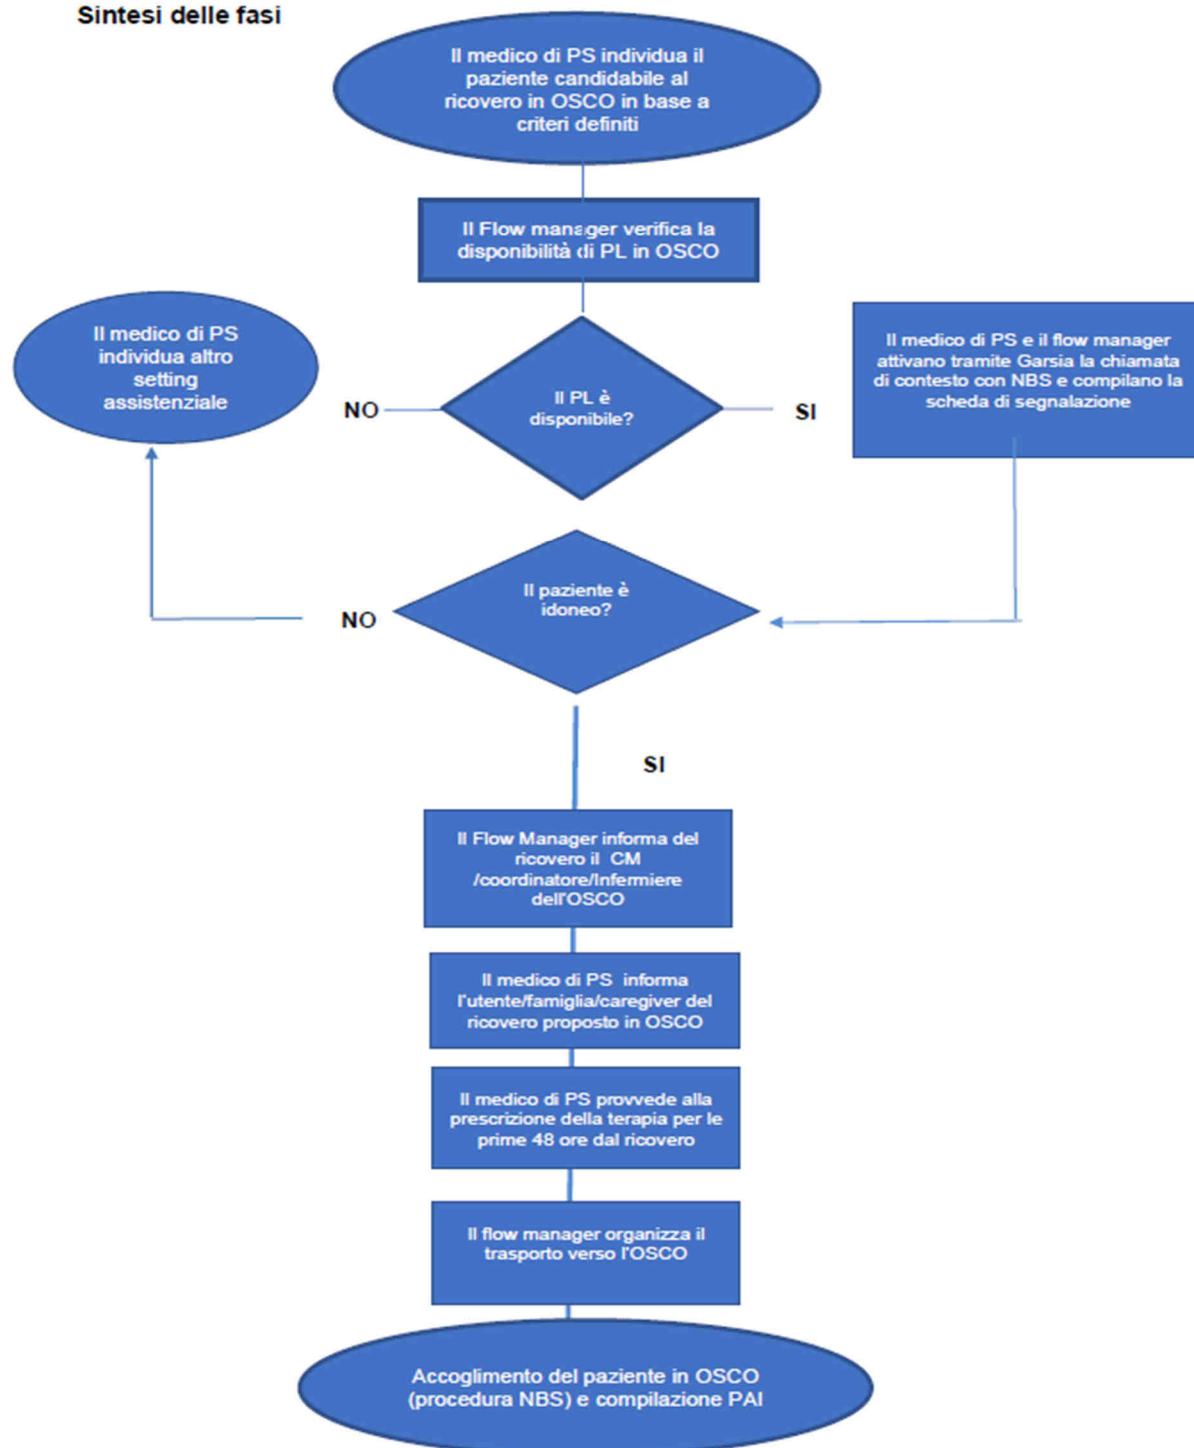 Sintesi delle fasi
Il medico di PS individua il
paziente candidabile al
ricovero in OSCO in base a
criteri definiti
Il Flow manager verifica la
disponibilità di PL in OSCO
Il medico di PS
individua altro
setting
assistenziale
NO
Il PL è
disponibile?
SI
Il medico di PS e il flow manager
attivano tramite Garsia la chiamata
di contesto con NBS e compilano la
scheda di segnalazione
Il paziente è
idoneo?
NO
SI
Il Flow Manager informa del
ricovero il CM
/coordinatore/Infermiere
dell'OSCO
Il medico di PS informa
l'utente/famiglia/caregiver del
ricovero proposto in OSCO
Il medico di PS provvede alla
prescrizione della terapia per le
prime 48 ore dal ricovero
Il flow manager organizza il
trasporto verso l'OSCO
Accoglimento del paziente in OSCO
(procedura NBS) e compilazione PAI